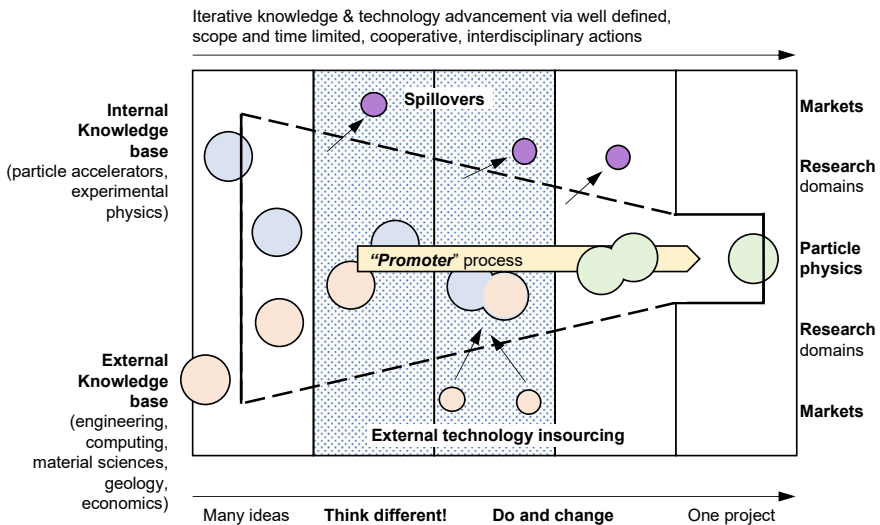 Iterative knowledge & technology advancement via well defined,
scope and time limited, cooperative, interdisciplinary actions
Internal
Knowledge
base
(particle accelerators,
experimental
physics)
External
Knowledge
base
(engineering,
computing,
material sciences,
geology,
economics)
Spillovers
“Promoter” process
External technology insourcing
Markets
Research
domains
Particle
physics
Research
domains
Markets
Many ideas
Think different!
Do and change
One project